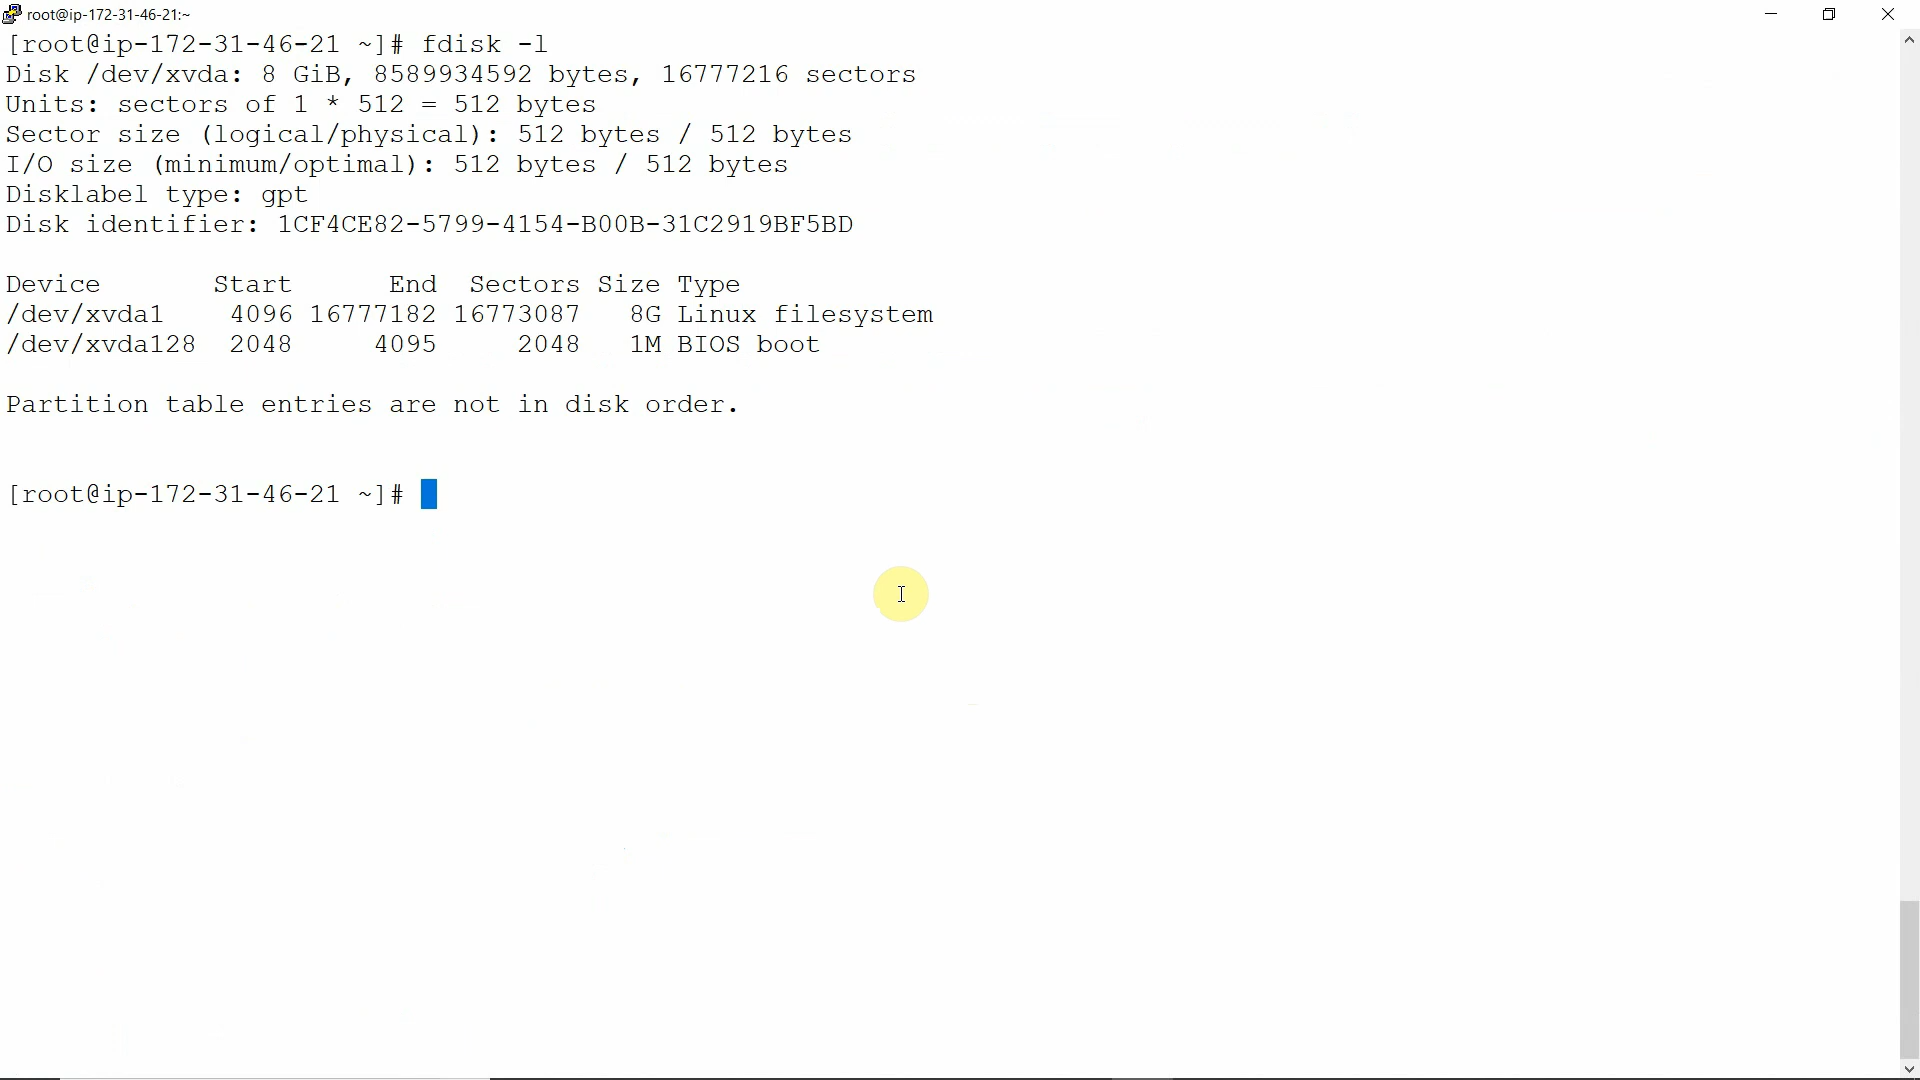 root@ip-172-31-46-21:~
[root@ip-172-31-46-21 ~]# fdisk -l
Disk /dev/xvda: 8 GiB, 8589934592 bytes, 16777216 sectors
Units: sectors of 1 * 512 = 512 bytes
Sector size (logical/physical): 512 bytes / 512 bytes
I/O size (minimum/optimal): 512 bytes / 512 bytes
Disklabel type: gpt
Disk identifier: 1CF4CE82-5799-4154-B00B-31C2919BF5BD
Device       Start      End  Sectors Size Type
/dev/xvda1    4096 16777182 16773087   8G Linux filesystem
/dev/xvda128  2048     4095     2048   1M BIOS boot
Partition table entries are not in disk order.
[root@ip-172-31-46-21 ~]#